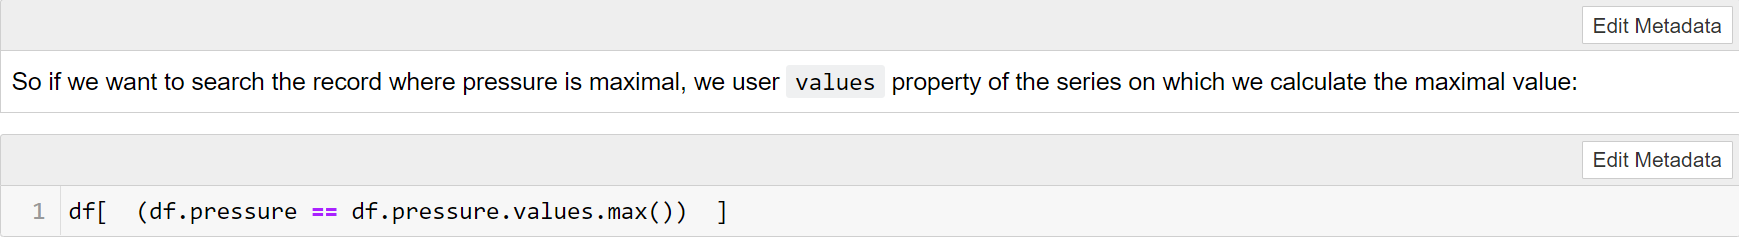 Edit Metadata
So if we want to search the record where pressure is maximal, we user values property of the series on which we calculate the maximal value:
Edit Metadata
1 df[  (df.pressure == df.pressure.values.max())  ]